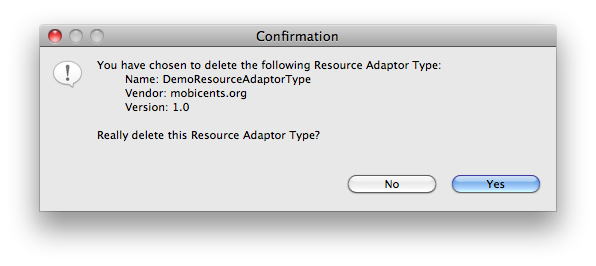 Confirmation
You have chosen to delete the following Resource Adaptor Type:
Name: DemoResourceAdaptorType
Vendor: mobicents.org
Version: 1.0
Really delete this Resource Adaptor Type?
No
Yes